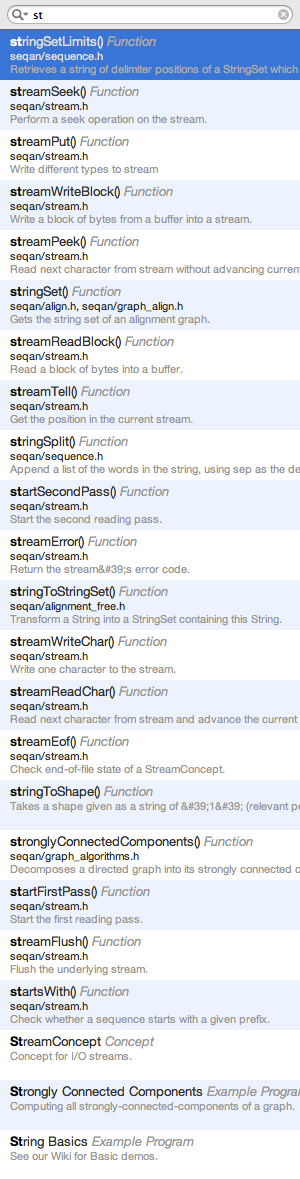 st
stringSetLimits() Function
seqan/sequence.h
Retrieves a string of delimiter positions of a StringSet which
streamSeek() Function
seqan/stream.h
Perform a seek operation on the stream.
streamPut() Function
seqan/stream.h
Write different types to stream
streamWriteBlock() Function
seqan/stream.h
Write a block of bytes from a buffer into a stream.
streamPeek() Function
seqan/stream.h
Read next character from stream without advancing current
stringSet() Function
seqan/align.h, seqan/graph_align.h
Gets the string set of an alignment graph.
streamReadBlock() Function
seqan/stream.h
Read a block of bytes into a buffer.
streamTell() Function
seqan/stream.h
Get the position in the current stream.
stringSplit() Function
seqan/sequence.h
Append a list of the words in the string, using sep as the de
startSecondPass() Function
seqan/stream.h
Start the second reading pass.
streamError() Function
seqan/stream.h
Return the stream&#39;s error code.
stringToStringSet() Function
seqan/alignment_free.h
Transform a String into a StringSet containing this String.
streamWriteChar() Function
seqan/stream.h
Write one character to the stream.
streamReadChar() Function
seqan/stream.h
Read next character from stream and advance the current
streamEof() Function
seqan/stream.h
Check end-of-file state of a StreamConcept.
stringToShape() Function
Takes a shape given as a string of &#39;1&#39; (relevant po
stronglyConnectedComponents() Function
seqan/graph_algorithms.h
Decomposes a directed graph into its strongly connected c
startFirstPass() Function
seqan/stream.h
Start the first reading pass.
streamFlush() Function
seqan/stream.h
Flush the underlying stream.
startsWith() Function
seqan/stream.h
Check whether a sequence starts with a given prefix.
StreamConcept Concept
Concept for I/O streams.
Strongly Connected Components Example Program
Computing all strongly-connected-components of a graph.
String Basics Example Program
See our Wiki for Basic demos.